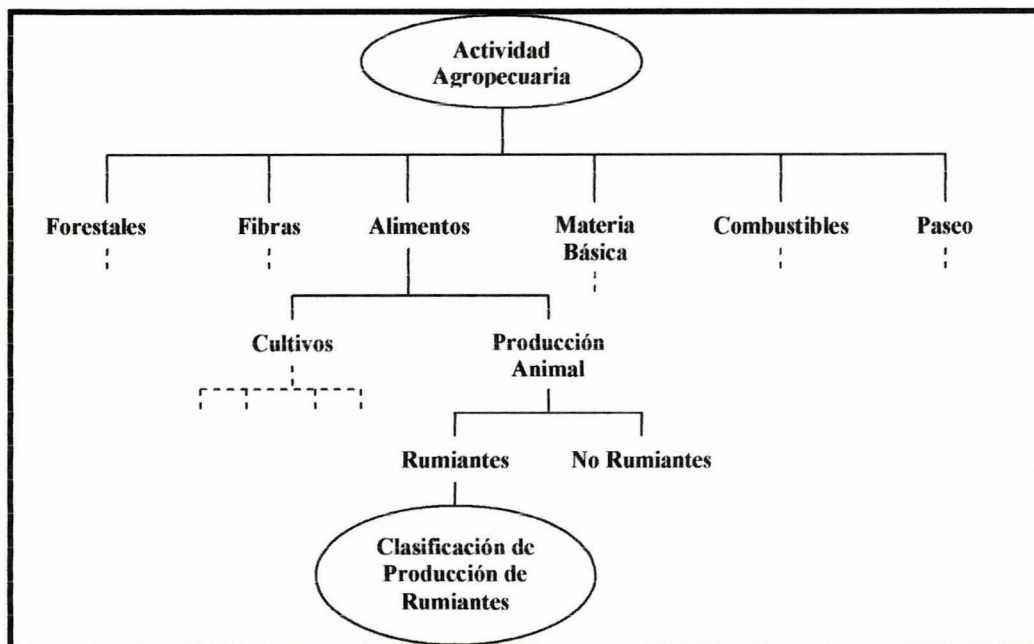 Actividad
Agropecuaria
Forestales
Fibras
Alimentos
Materia
Básica
Combustibles
Paseo
Cultivos
Producción
Animal
Rumiantes
No Rumiantes
Clasificación de
Producción de
Rumiantes